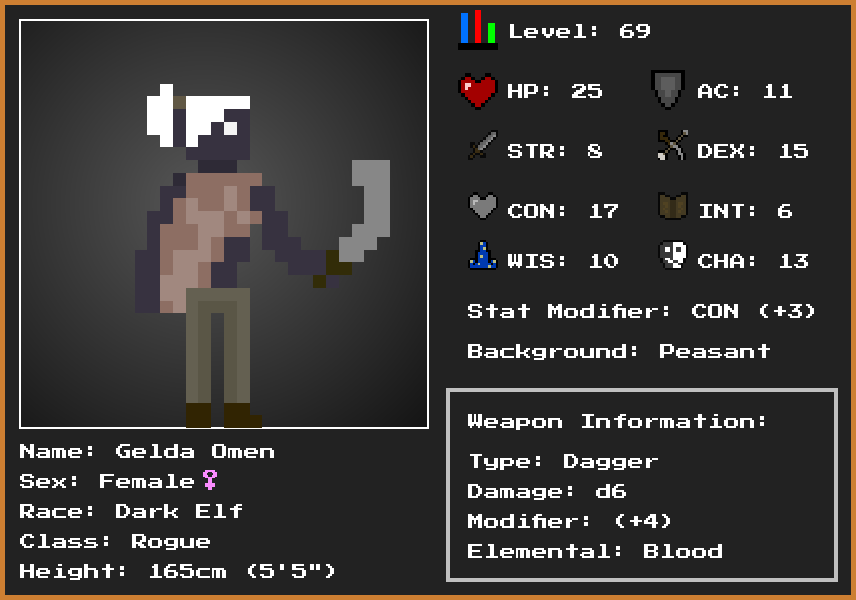 Level: 69
HP: 25 AC: 11
STR: 8 DEX: 15
CON: 17 INT: 6
WIS: 10 CHA: 13
Stat Modifier: CON (+3)
Background: Peasant
Weapon Information:
Type: Dagger
Damage: d6
Modifier: (+4)
Elemental: Blood
Name: Gelda Omen
Sex: Female♀
Race: Dark Elf
Class: Rogue
Height: 165cm (5'5")